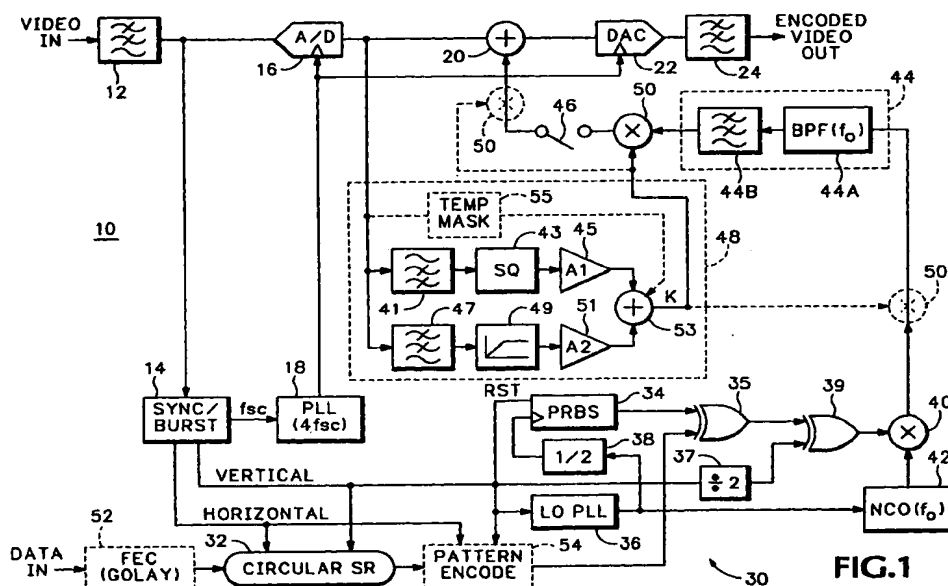 VIDEO IN
12
A/D
16
20
DAC
22
24
ENCODED VIDEO OUT
50
46
50
44
BPF(fo)
44B
44A
10
TEMP MASK
55
48
43
45
SQ
A1
41
47
49
51
A2
K
53
50
14
SYNC/BURST
fsc
18
PLL (4fsc)
RST
34
PRBS
35
39
40
38
1/2
37
÷2
42
VERTICAL
LO PLL
36
NCO(fo)
HORIZONTAL
52
DATA IN
FEC (GOLAY)
32
CIRCULAR SR
PATTERN ENCODE
54
30
FIG.1